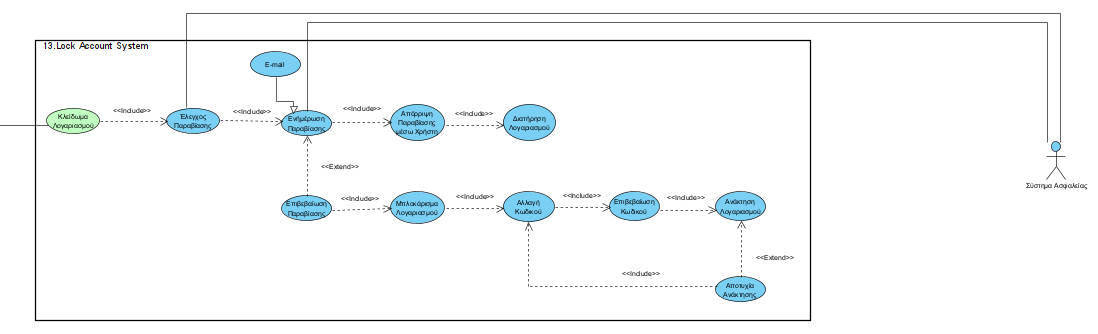 13.Lock Account System
E-mail
Κλείδωμα
Λογαριασμού
<<Include>>
Έλεγχος
Παραβίασης
<<Include>>
Ενημέρωση
Παραβίασης
<<Include>>
Απόρριψη
Παραβίασης
μέσω Χρήστη
<<Include>>
Διατήρηση
Λογαριασμού
<<Extend>>
Σύστημα Ασφαλείας
Επιβεβαίωση
Παραβίασης
<<Include>>
Μπλοκάρισμα
Λογαριασμού
<<Include>>
Αλλαγή
Κωδικού
<<Include>>
Επιβεβαίωση
Κωδικού
<<Include>>
Ανάκτηση
Λογαριασμού
<<Extend>>
<<Include>>
Αποτυχία
Ανάκτησης